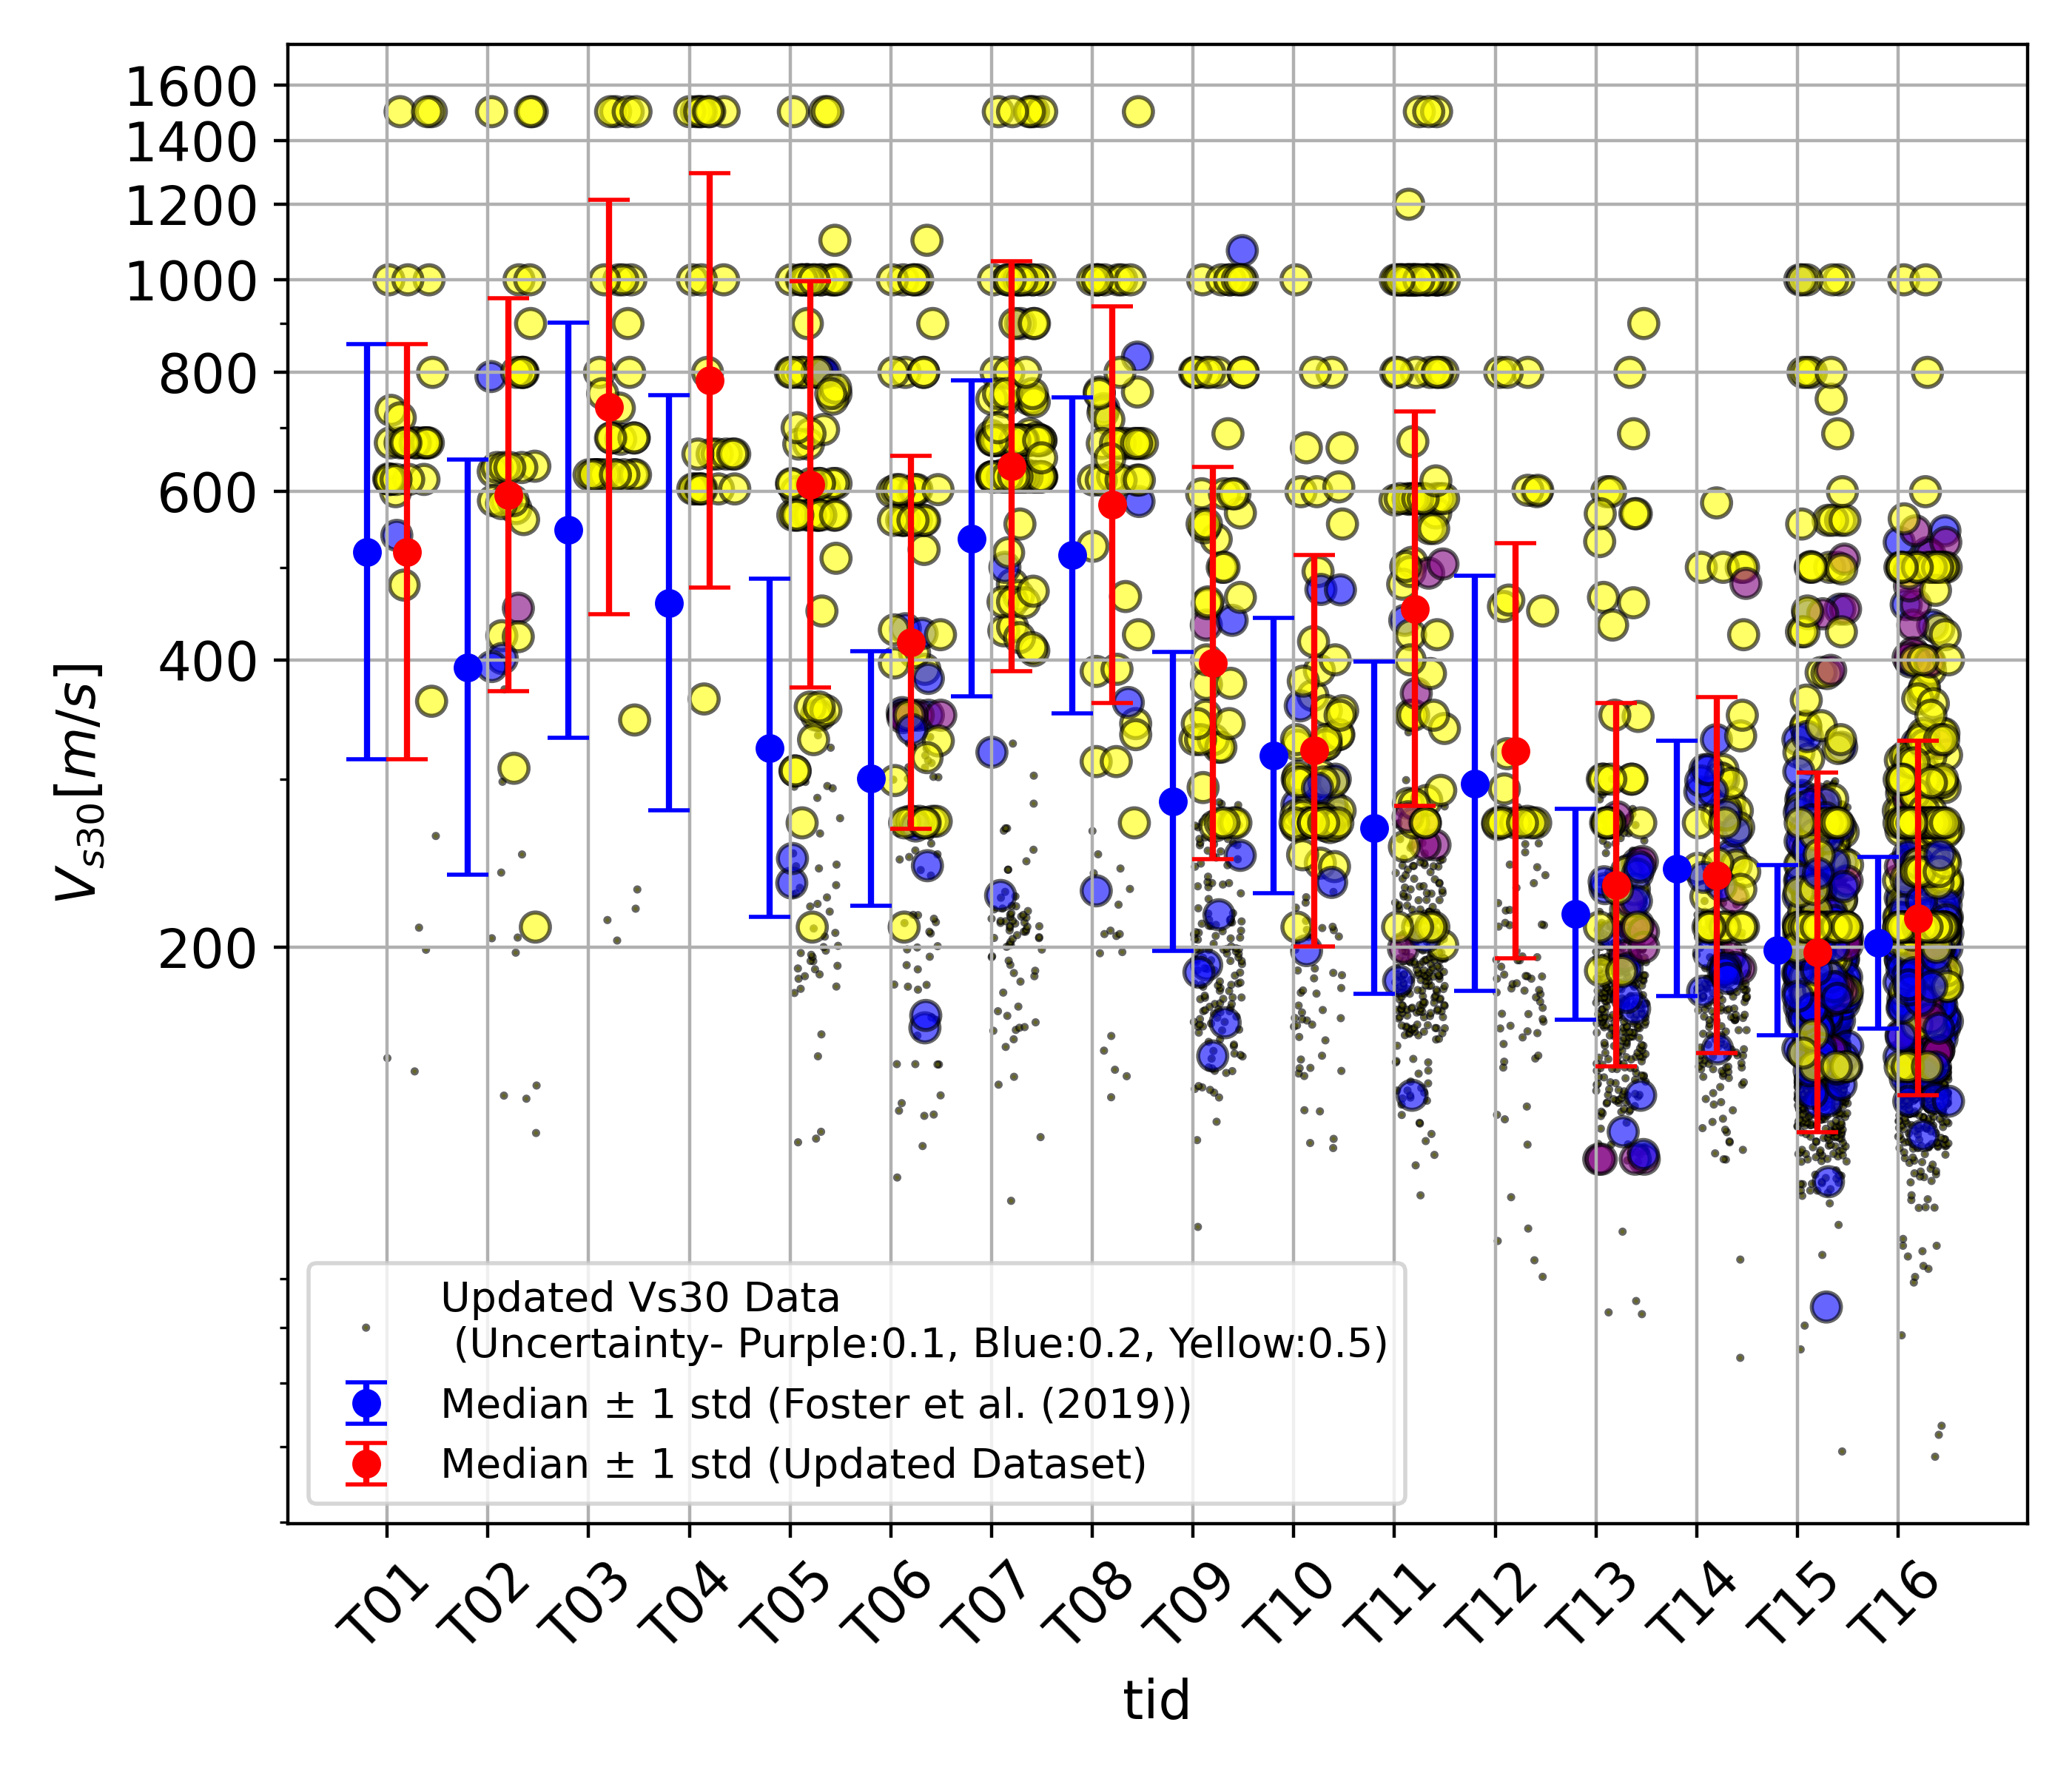 1600
1400
1200
1000
800
600
400
200
V_{s30}[m/s]
Updated Vs30 Data
(Uncertainty- Purple:0.1, Blue:0.2, Yellow:0.5)
Median ± 1 std (Foster et al. (2019))
Median ± 1 std (Updated Dataset)
T01 T02 T03 T04 T05 T06 T07 T08 T09 T10 T11 T12 T13 T14 T15 T16
tid